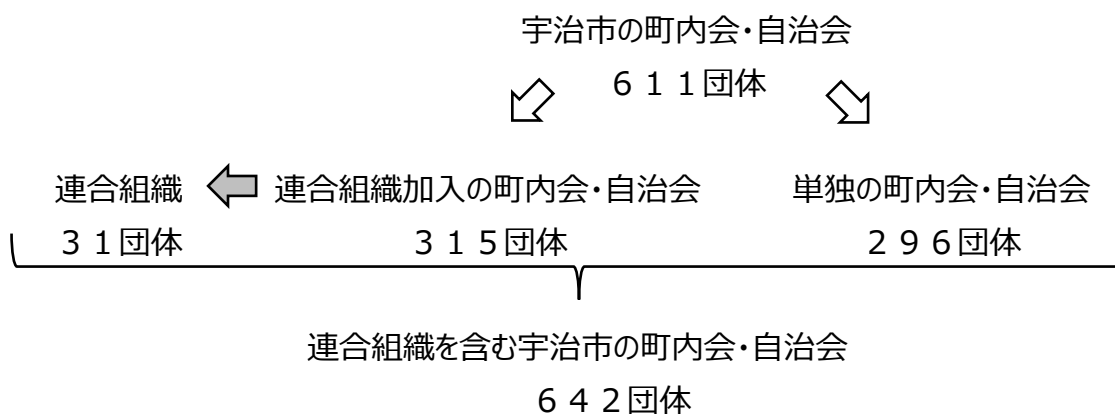 宇治市の町内会・自治会
６１１団体
連合組織 連合組織加入の町内会・自治会 単独の町内会・自治会
３１団体 ３１５団体 ２９６団体
連合組織を含む宇治市の町内会・自治会
６４２団体